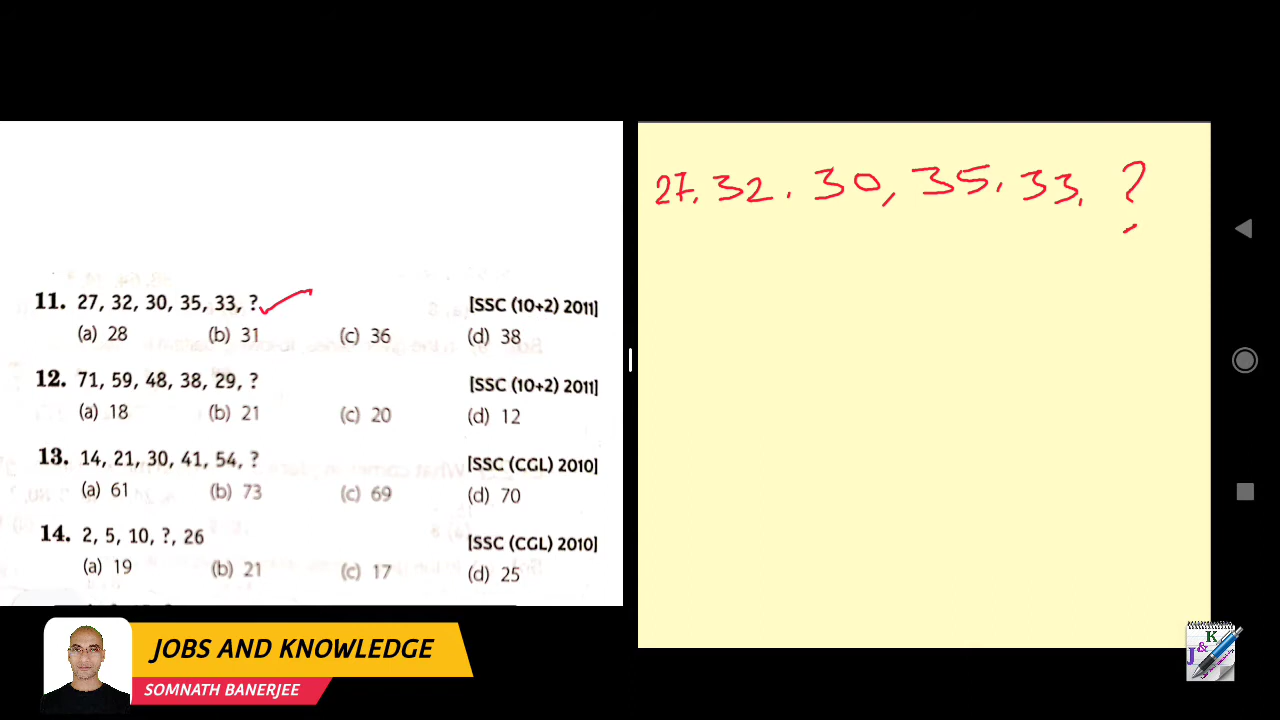 27, 32, 30, 35, 33, ?
11. 27, 32, 30, 35, 33, ? [SSC (10+2) 2011]
(a) 28 (b) 31 (c) 36 (d) 38
12. 71, 59, 48, 38, 29, ? [SSC (10+2) 2011]
(a) 18 (b) 21 (c) 20 (d) 12
13. 14, 21, 30, 41, 54, ? [SSC (CGL) 2010]
(a) 61 (b) 73 (c) 69 (d) 70
14. 2, 5, 10, ?, 26 [SSC (CGL) 2010]
(a) 19 (b) 21 (c) 17 (d) 25
JOBS AND KNOWLEDGE
SOMNATH BANERJEE
J&K